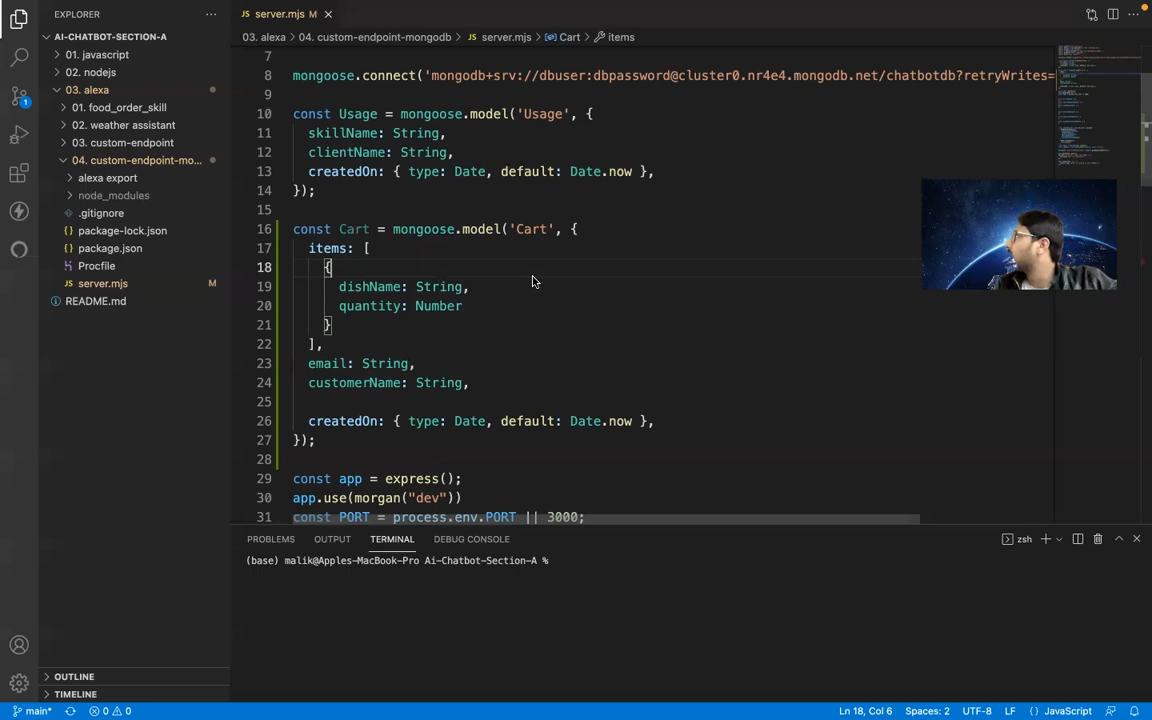 EXPLORER
server.mjs M
AI-CHATBOT-SECTION-A
01. javascript
02. nodejs
03. alexa
01. food_order_skill
02. weather assistant
03. custom-endpoint
04. custom-endpoint-mo...
alexa export
node_modules
.gitignore
package-lock.json
package.json
Procfile
server.mjs M
README.md
OUTLINE
TIMELINE
1
03. alexa > 04. custom-endpoint-mongodb > server.mjs > Cart > items
7
8 mongoose.connect('mongodb+srv://dbuser:dbpassword@cluster0.nr4e4.mongodb.net/chatbotdb?retryWrites=
9
10 const Usage = mongoose.model('Usage', {
11 skillName: String,
12 clientName: String,
13 createdOn: { type: Date, default: Date.now },
14 });
15
16 const Cart = mongoose.model('Cart', {
17 items: [
18 {
19 dishName: String,
20 quantity: Number
21 }
22 ],
23 email: String,
24 customerName: String,
25
26 createdOn: { type: Date, default: Date.now },
27 });
28
29 const app = express();
30 app.use(morgan("dev"))
31 const PORT = process.env.PORT || 3000;
PROBLEMS OUTPUT TERMINAL DEBUG CONSOLE
zsh
(base) malik@Apples-MacBook-Pro Ai-Chatbot-Section-A %
main* 0 0
Ln 18, Col 6 Spaces: 2 UTF-8 LF {} JavaScript